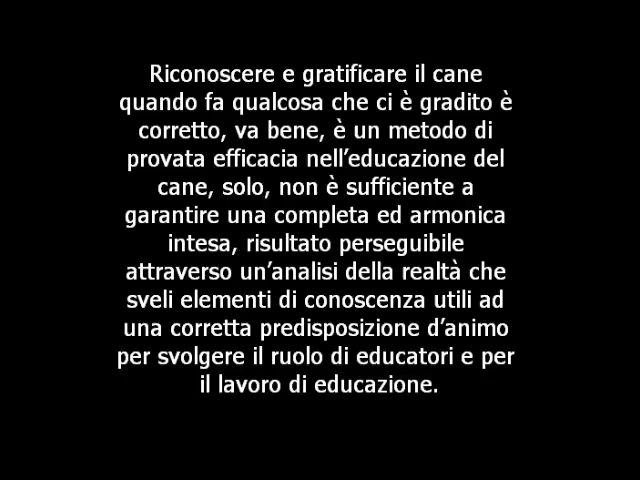 Riconoscere e gratificare il cane
quando fa qualcosa che ci è gradito è
corretto, va bene, è un metodo di
provata efficacia nell'educazione del
cane, solo, non è sufficiente a
garantire una completa ed armonica
intesa, risultato perseguibile
attraverso un'analisi della realtà che
sveli elementi di conoscenza utili ad
una corretta predisposizione d'animo
per svolgere il ruolo di educatori e per
il lavoro di educazione.